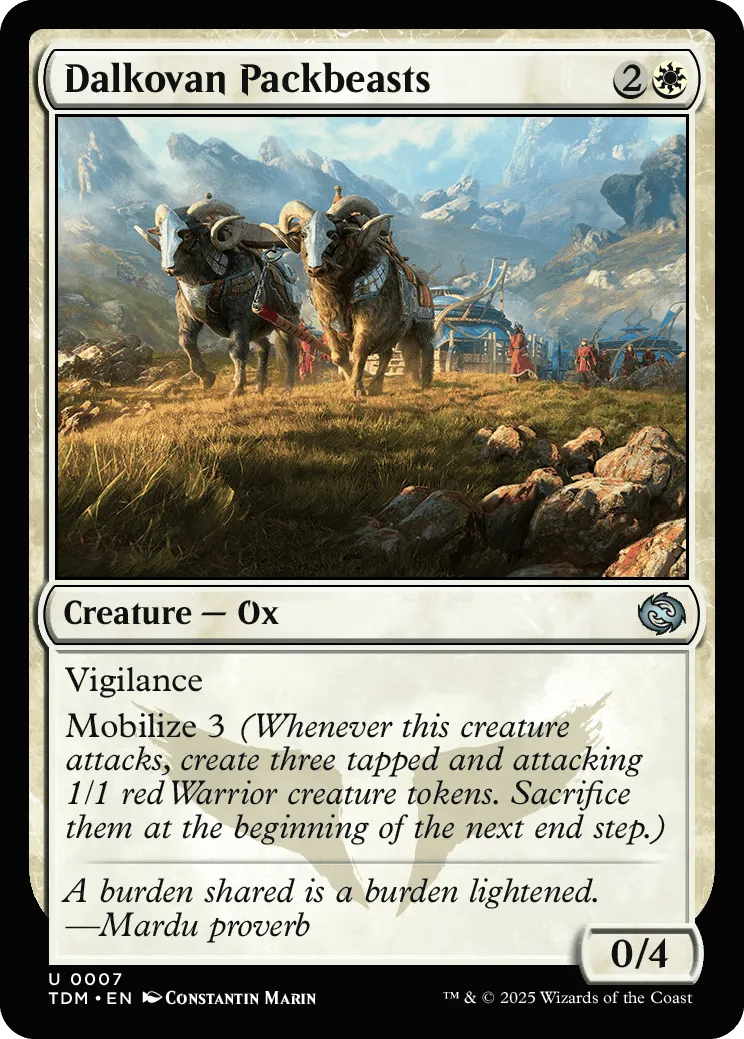 Dalkovan Packbeasts 2
Creature — Ox
Vigilance
Mobilize 3 (Whenever this creature
attacks, create three tapped and attacking
1/1 red Warrior creature tokens. Sacrifice
them at the beginning of the next end step.)
A burden shared is a burden lightened.
—Mardu proverb
0/4
U 0007
TDM • EN Constantin Marin
™ & © 2025 Wizards of the Coast